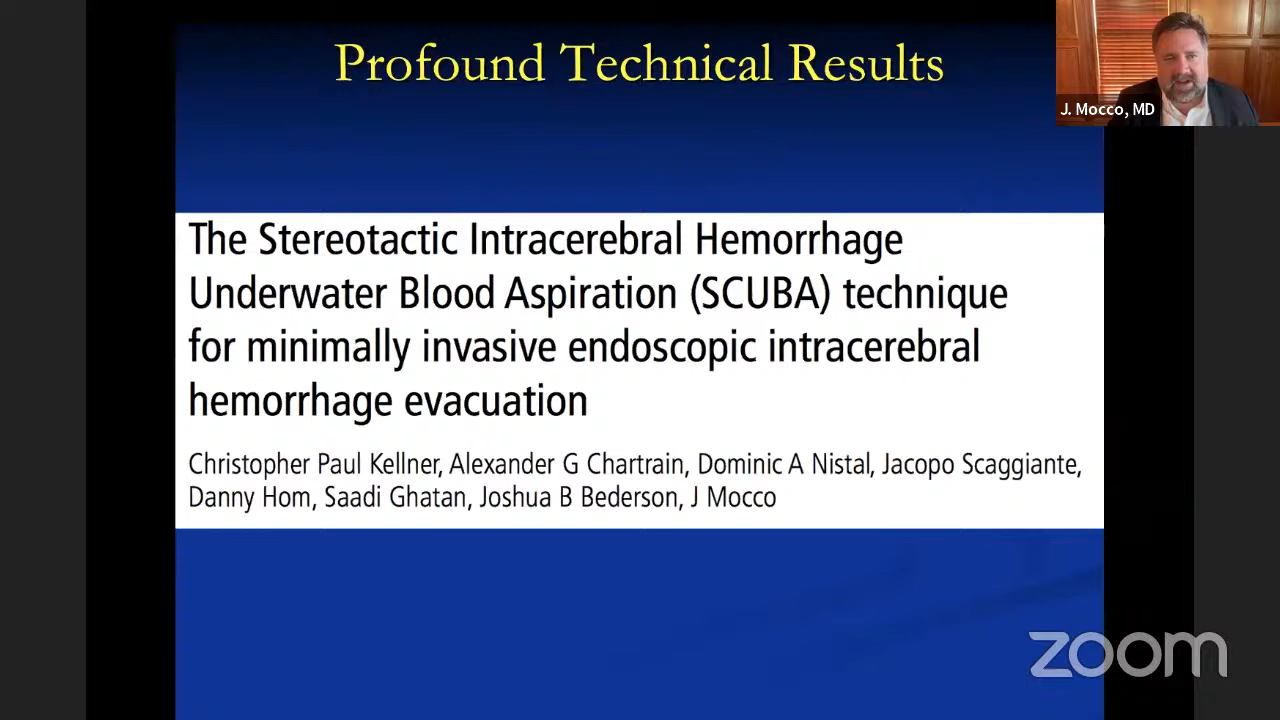 Profound Technical Results
J. Mocco, MD
The Stereotactic Intracerebral Hemorrhage
Underwater Blood Aspiration (SCUBA) technique
for minimally invasive endoscopic intracerebral
hemorrhage evacuation
Christopher Paul Kellner, Alexander G Chartrain, Dominic A Nistal, Jacopo Scaggiante,
Danny Hom, Saadi Ghatan, Joshua B Bederson, J Mocco
zoom